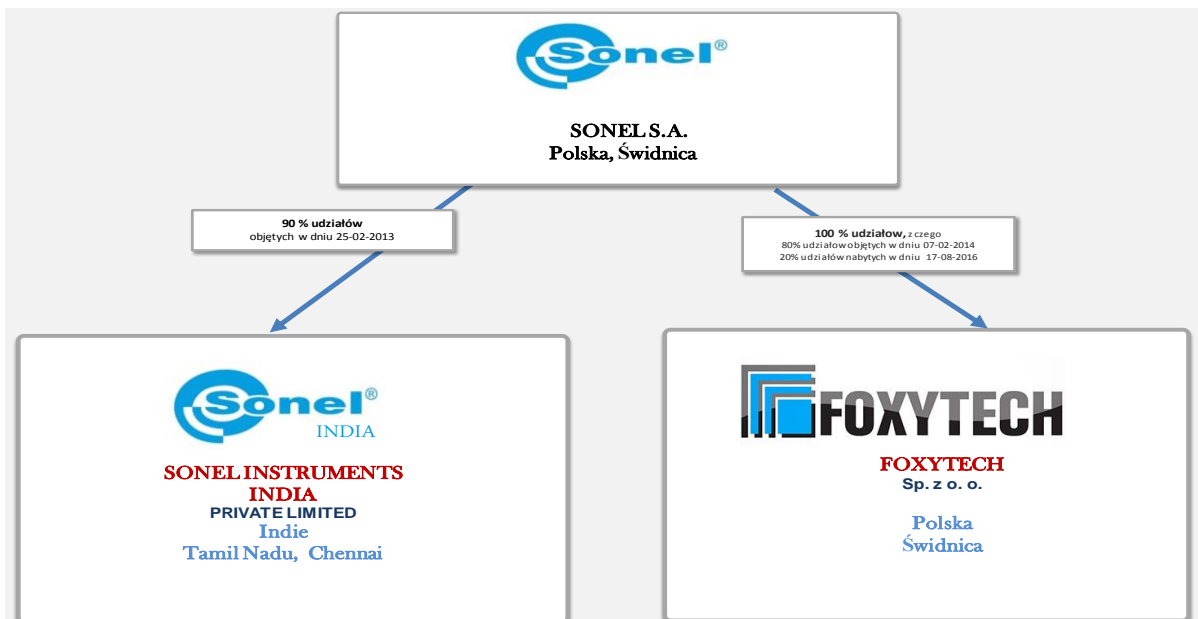 Sonel®
SONEL S.A.
Polska, Świdnica
90 % udziałów
objętych w dniu 25-02-2013
100 % udziałow, z czego
80% udziałow objętych w dniu 07-02-2014
20% udziałów nabytych w dniu 17-08-2016
Sonel®
INDIA
SONEL INSTRUMENTS
INDIA
PRIVATE LIMITED
Indie
Tamil Nadu, Chennai
FOXYTECH
FOXYTECH
Sp. z o. o.
Polska
Świdnica